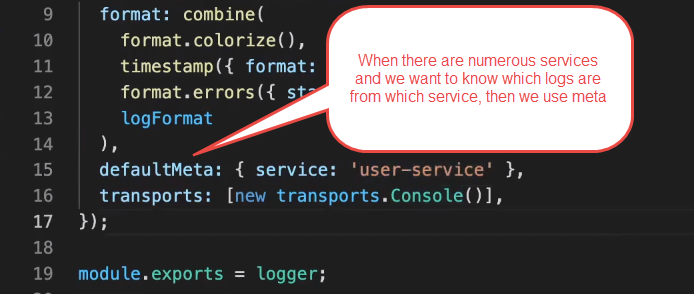 9 format: combine(
10 format.colorize(),
11 timestamp({ format:
12 format.errors({
13 logFormat
14 ),
15 defaultMeta: { service: 'user-service' },
16 transports: [new transports.Console()],
17 });
18
19 module.exports = logger;
When there are numerous services
and we want to know which logs are
from which service, then we use meta